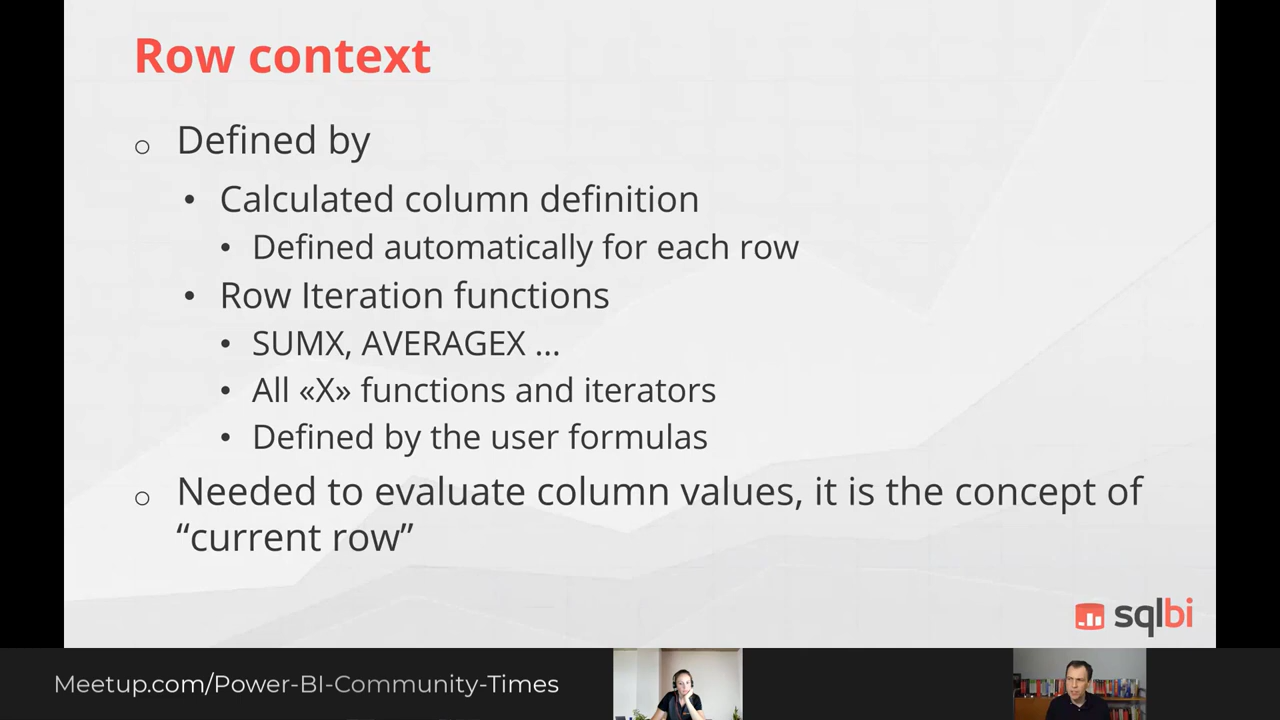 Row context
Defined by
Calculated column definition
Defined automatically for each row
Row Iteration functions
SUMX, AVERAGEX ...
All «X» functions and iterators
Defined by the user formulas
Needed to evaluate column values, it is the concept of
“current row”
sqlbi
Meetup.com/Power-BI-Community-Times